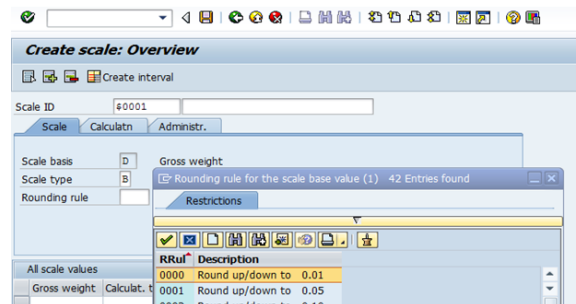 Create scale: Overview
Create interval
Scale ID $0001
Scale Calculatn Administr.
Scale basis D Gross weight
Scale type B
Rounding rule
Rounding rule for the scale base value (1) 42 Entries found
Restrictions
RRul Description
0000 Round up/down to 0.01
0001 Round up/down to 0.05
All scale values
Gross weight Calculat. t